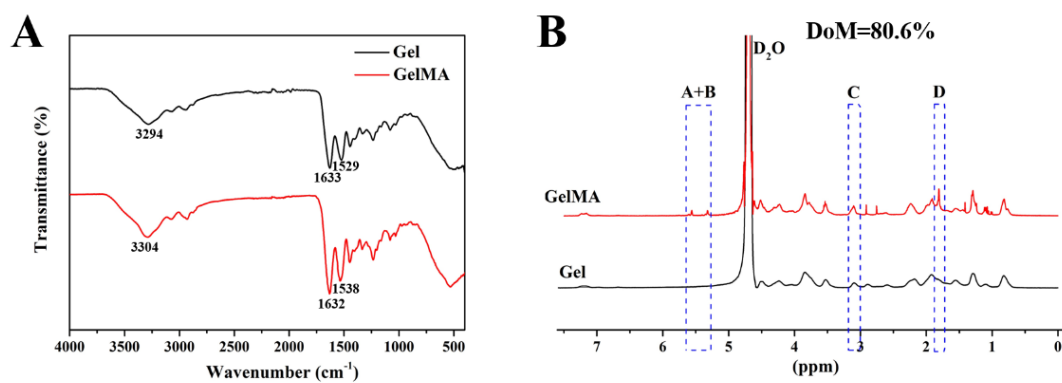 A
Gel
GelMA
3294
1529
1633
3304
1538
1632
Transmittance (%)
4000 3500 3000 2500 2000 1500 1000 500
Wavenumber (cm⁻¹)
B
DoM=80.6%
D₂O
A+B
C
D
GelMA
Gel
7 6 5 4 3 2 1 0
(ppm)